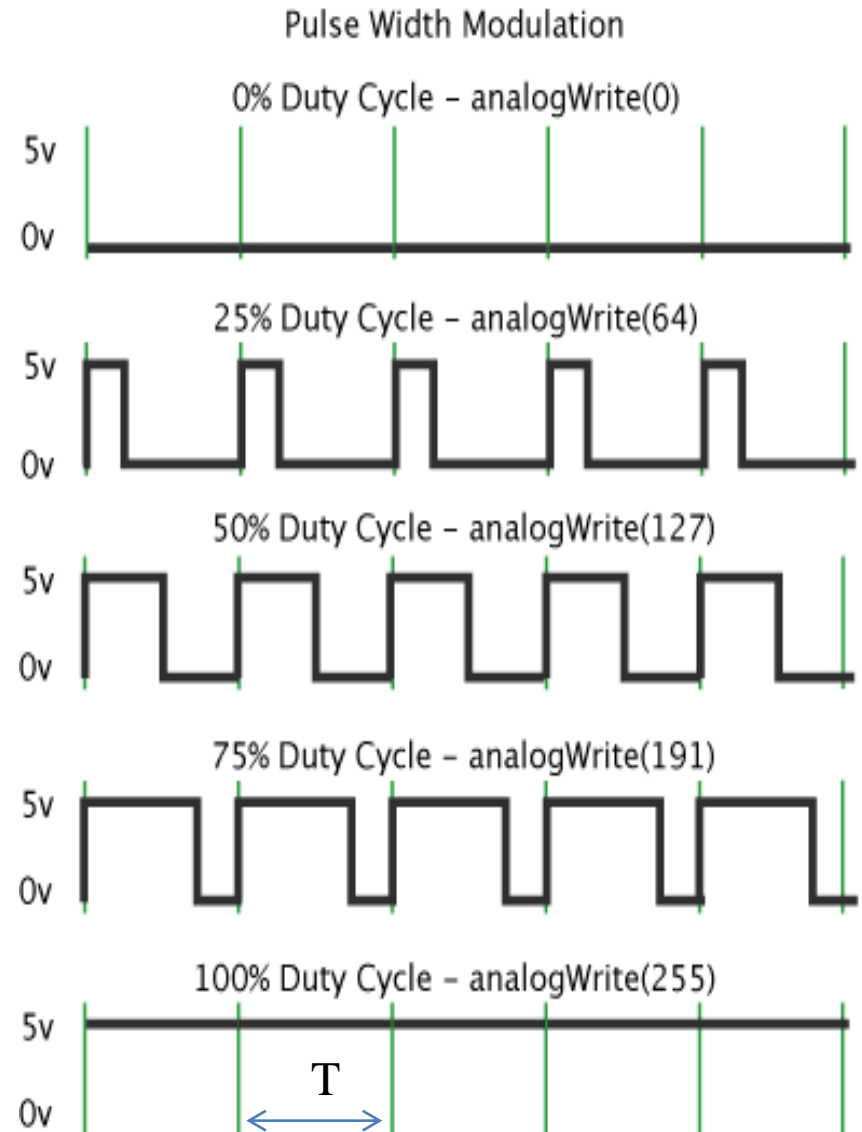 Pulse Width Modulation
0% Duty Cycle – analogWrite(0)
5v
0v
25% Duty Cycle – analogWrite(64)
5v
0v
50% Duty Cycle – analogWrite(127)
5v
0v
75% Duty Cycle – analogWrite(191)
5v
0v
100% Duty Cycle – analogWrite(255)
5v
T
0v